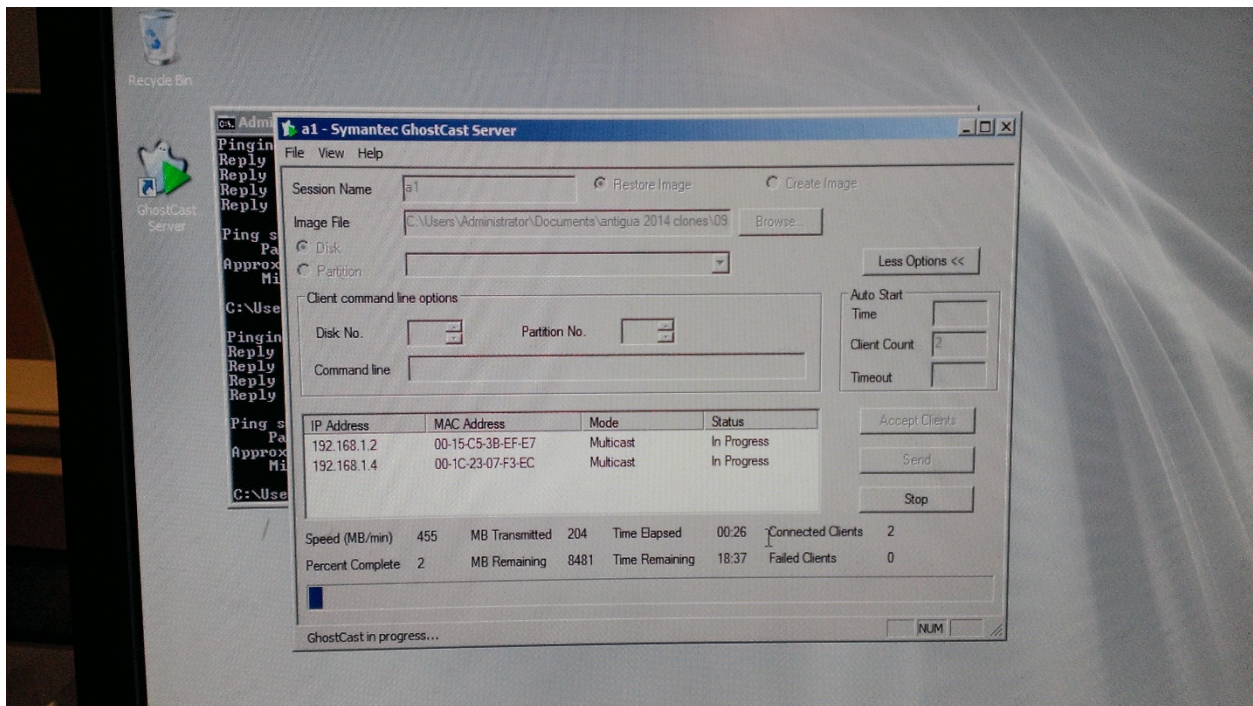 Recycle Bin
GhostCast
Server
Admi
Pingin
Reply
Reply
Reply
Reply
Ping s
Pa
Approx
Mi
C:\Use
Pingin
Reply
Reply
Reply
Reply
Ping s
Pa
Approx
Mi
C:\Use
a1 - Symantec GhostCast Server
File View Help
Session Name a1 Restore Image Create Image
Image File C:\Users\Administrator\Documents\antigua 2014 clones\09 Browse...
Disk
Partition
Less Options <<
Client command line options
Disk No. Partition No.
Command line
Auto Start
Time
Client Count 2
Timeout
IP Address MAC Address Mode Status
192.168.1.2 00-15-C5-3B-EF-E7 Multicast In Progress
192.168.1.4 00-1C-23-07-F3-EC Multicast In Progress
Accept Clients
Send
Stop
Speed (MB/min) 455 MB Transmitted 204 Time Elapsed 00:26 Connected Clients 2
Percent Complete 2 MB Remaining 8481 Time Remaining 18:37 Failed Clients 0
GhostCast in progress...
NUM